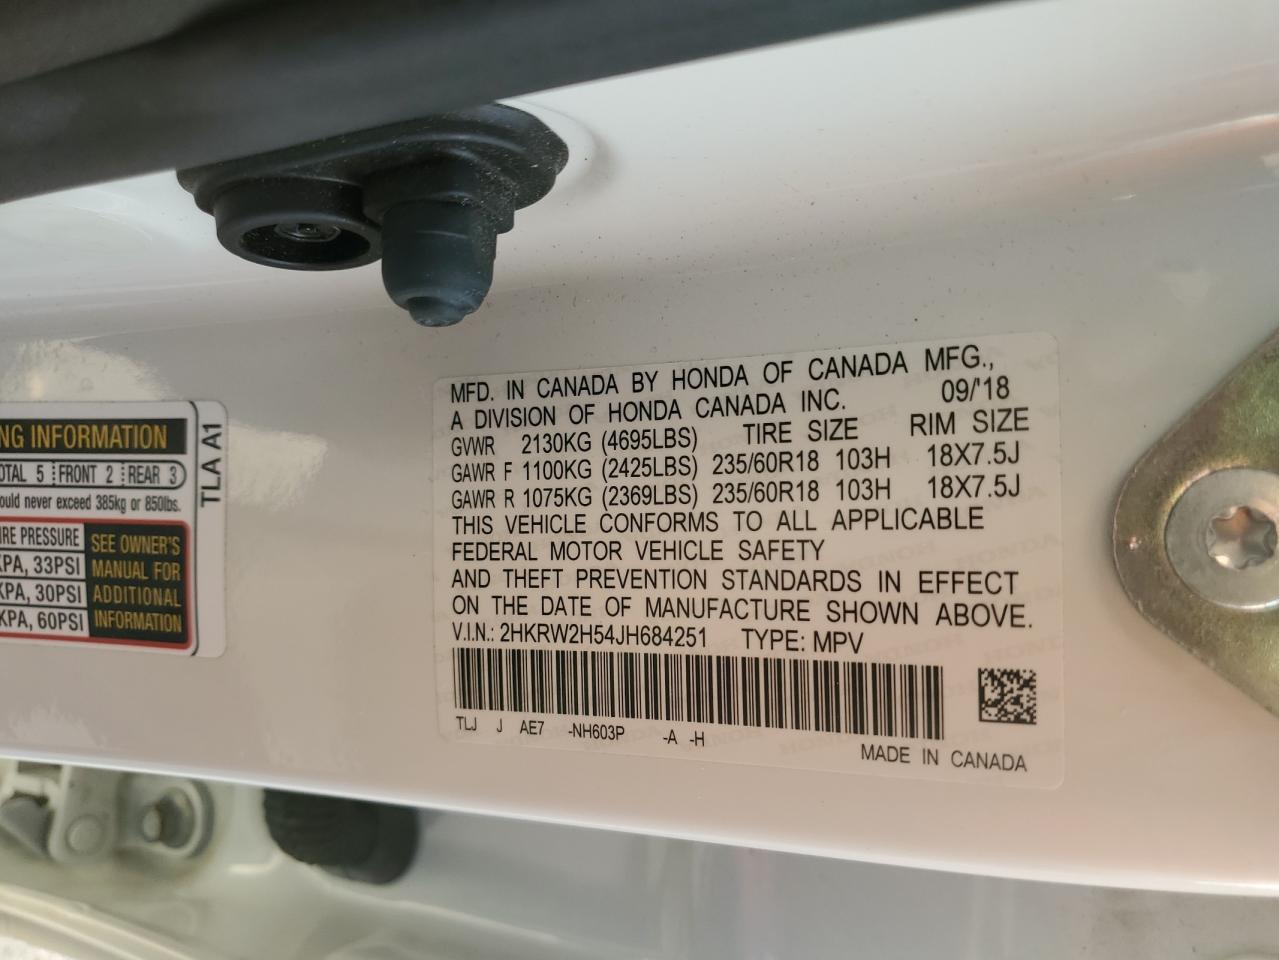 NG INFORMATION
OTAL 5 FRONT 2 REAR 3
ould never exceed 385kg or 850lbs.
IRE PRESSURE
KPA, 33PSI
KPA, 30PSI
KPA, 60PSI
SEE OWNER'S
MANUAL FOR
ADDITIONAL
INFORMATION
TLA A1
MFD. IN CANADA BY HONDA OF CANADA MFG.,
A DIVISION OF HONDA CANADA INC. 09/'18
GVWR 2130KG (4695LBS) TIRE SIZE RIM SIZE
GAWR F 1100KG (2425LBS) 235/60R18 103H 18X7.5J
GAWR R 1075KG (2369LBS) 235/60R18 103H 18X7.5J
THIS VEHICLE CONFORMS TO ALL APPLICABLE
FEDERAL MOTOR VEHICLE SAFETY
AND THEFT PREVENTION STANDARDS IN EFFECT
ON THE DATE OF MANUFACTURE SHOWN ABOVE.
V.I.N.: 2HKRW2H54JH684251 TYPE: MPV
TLJ J AE7 -NH603P -A -H
MADE IN CANADA